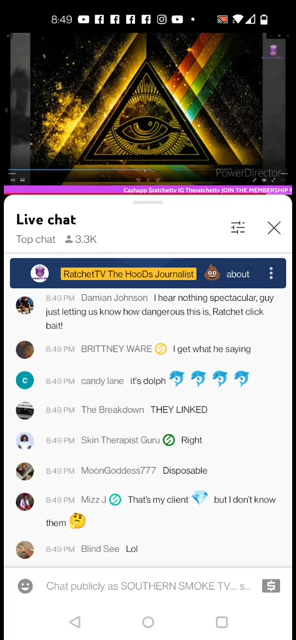 8:49
PowerDirector
Cashapp $ratchettv IG Theratchettv JOIN THE MEMBERSHIP F
Live chat
Top chat 3.3K
RatchetTV The HooDs Journalist 💩 about
8:49 PM Damian Johnson I hear nothing spectacular, guy
just letting us know how dangerous this is, Ratchet click
bait!
8:49 PM BRITTNEY WARE I get what he saying
C
8:49 PM candy lane it's dolph 🐬 🐬 🐬 🐬
8:49 PM The Breakdown THEY LINKED
8:49 PM Skin Therapist Guru Right
8:49 PM MoonGoddess777 Disposable
8:49 PM Mizz J That's my client 💎 but I don't know
them 🤔
8:49 PM Blind See Lol
Chat publicly as SOUTHERN SMOKE TV.... s...